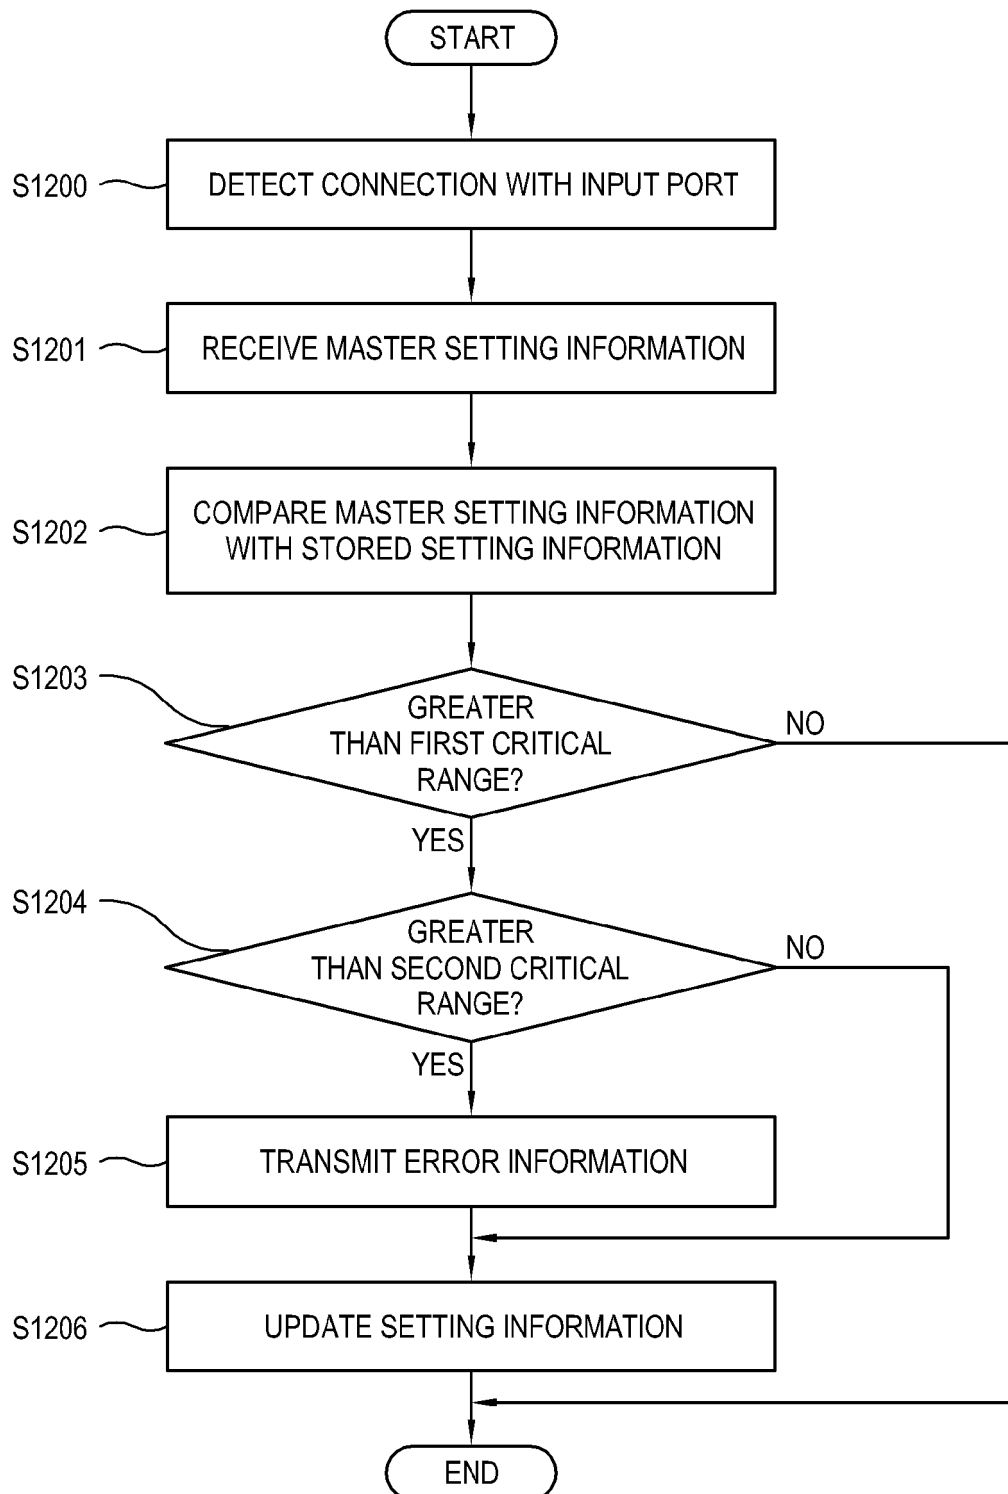 START
S1200
DETECT CONNECTION WITH INPUT PORT
S1201
RECEIVE MASTER SETTING INFORMATION
S1202
COMPARE MASTER SETTING INFORMATION
WITH STORED SETTING INFORMATION
S1203
GREATER
THAN FIRST CRITICAL
RANGE?
NO
YES
S1204
GREATER
THAN SECOND CRITICAL
RANGE?
NO
YES
S1205
TRANSMIT ERROR INFORMATION
S1206
UPDATE SETTING INFORMATION
END